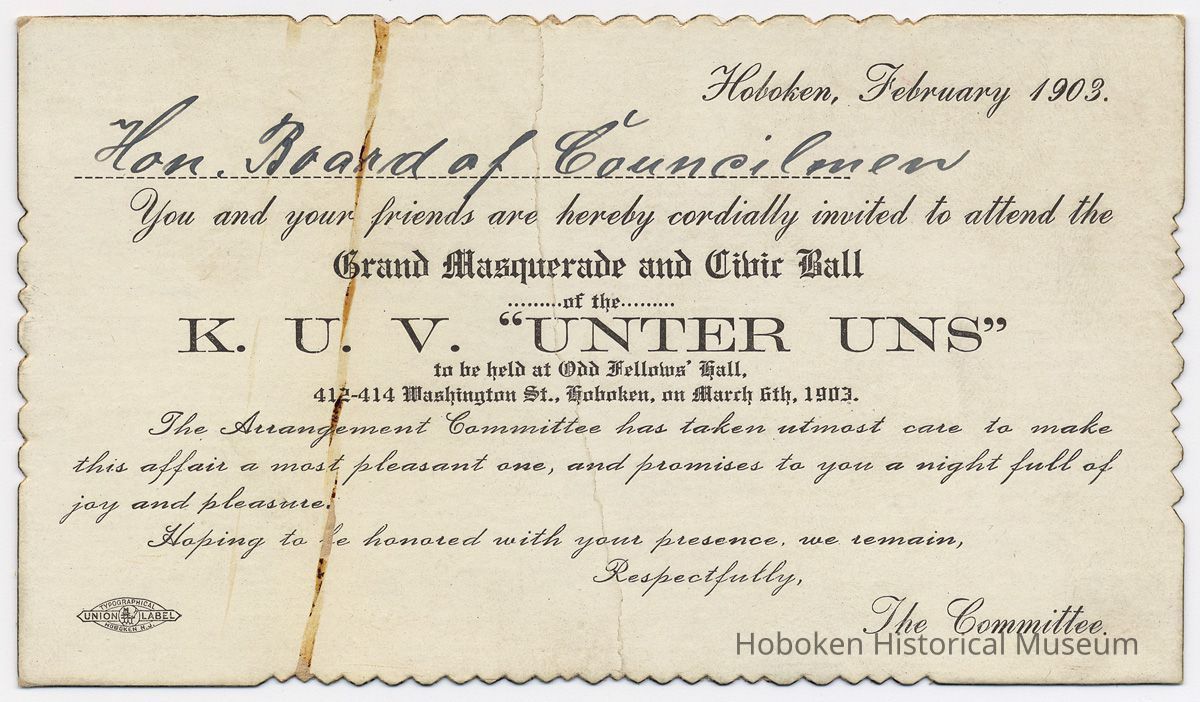 Hoboken, February 1903.
Hon. Board of Councilmen
You and your friends are hereby cordially invited to attend the
Grand Masquerade and Civic Ball
.........of the.........
K. U. V. “UNTER UNS”
to be held at Odd Fellows’ Hall,
412-414 Washington St., Hoboken, on March 6th, 1903.
The Arrangement Committee has taken utmost care to make
this affair a most pleasant one, and promises to you a night full of
joy and pleasure.
Hoping to be honored with your presence, we remain,
Respectfully,
The Committee.
TYPOGRAPHICAL
UNION LABEL
HOBOKEN N.J.
Hoboken Historical Museum